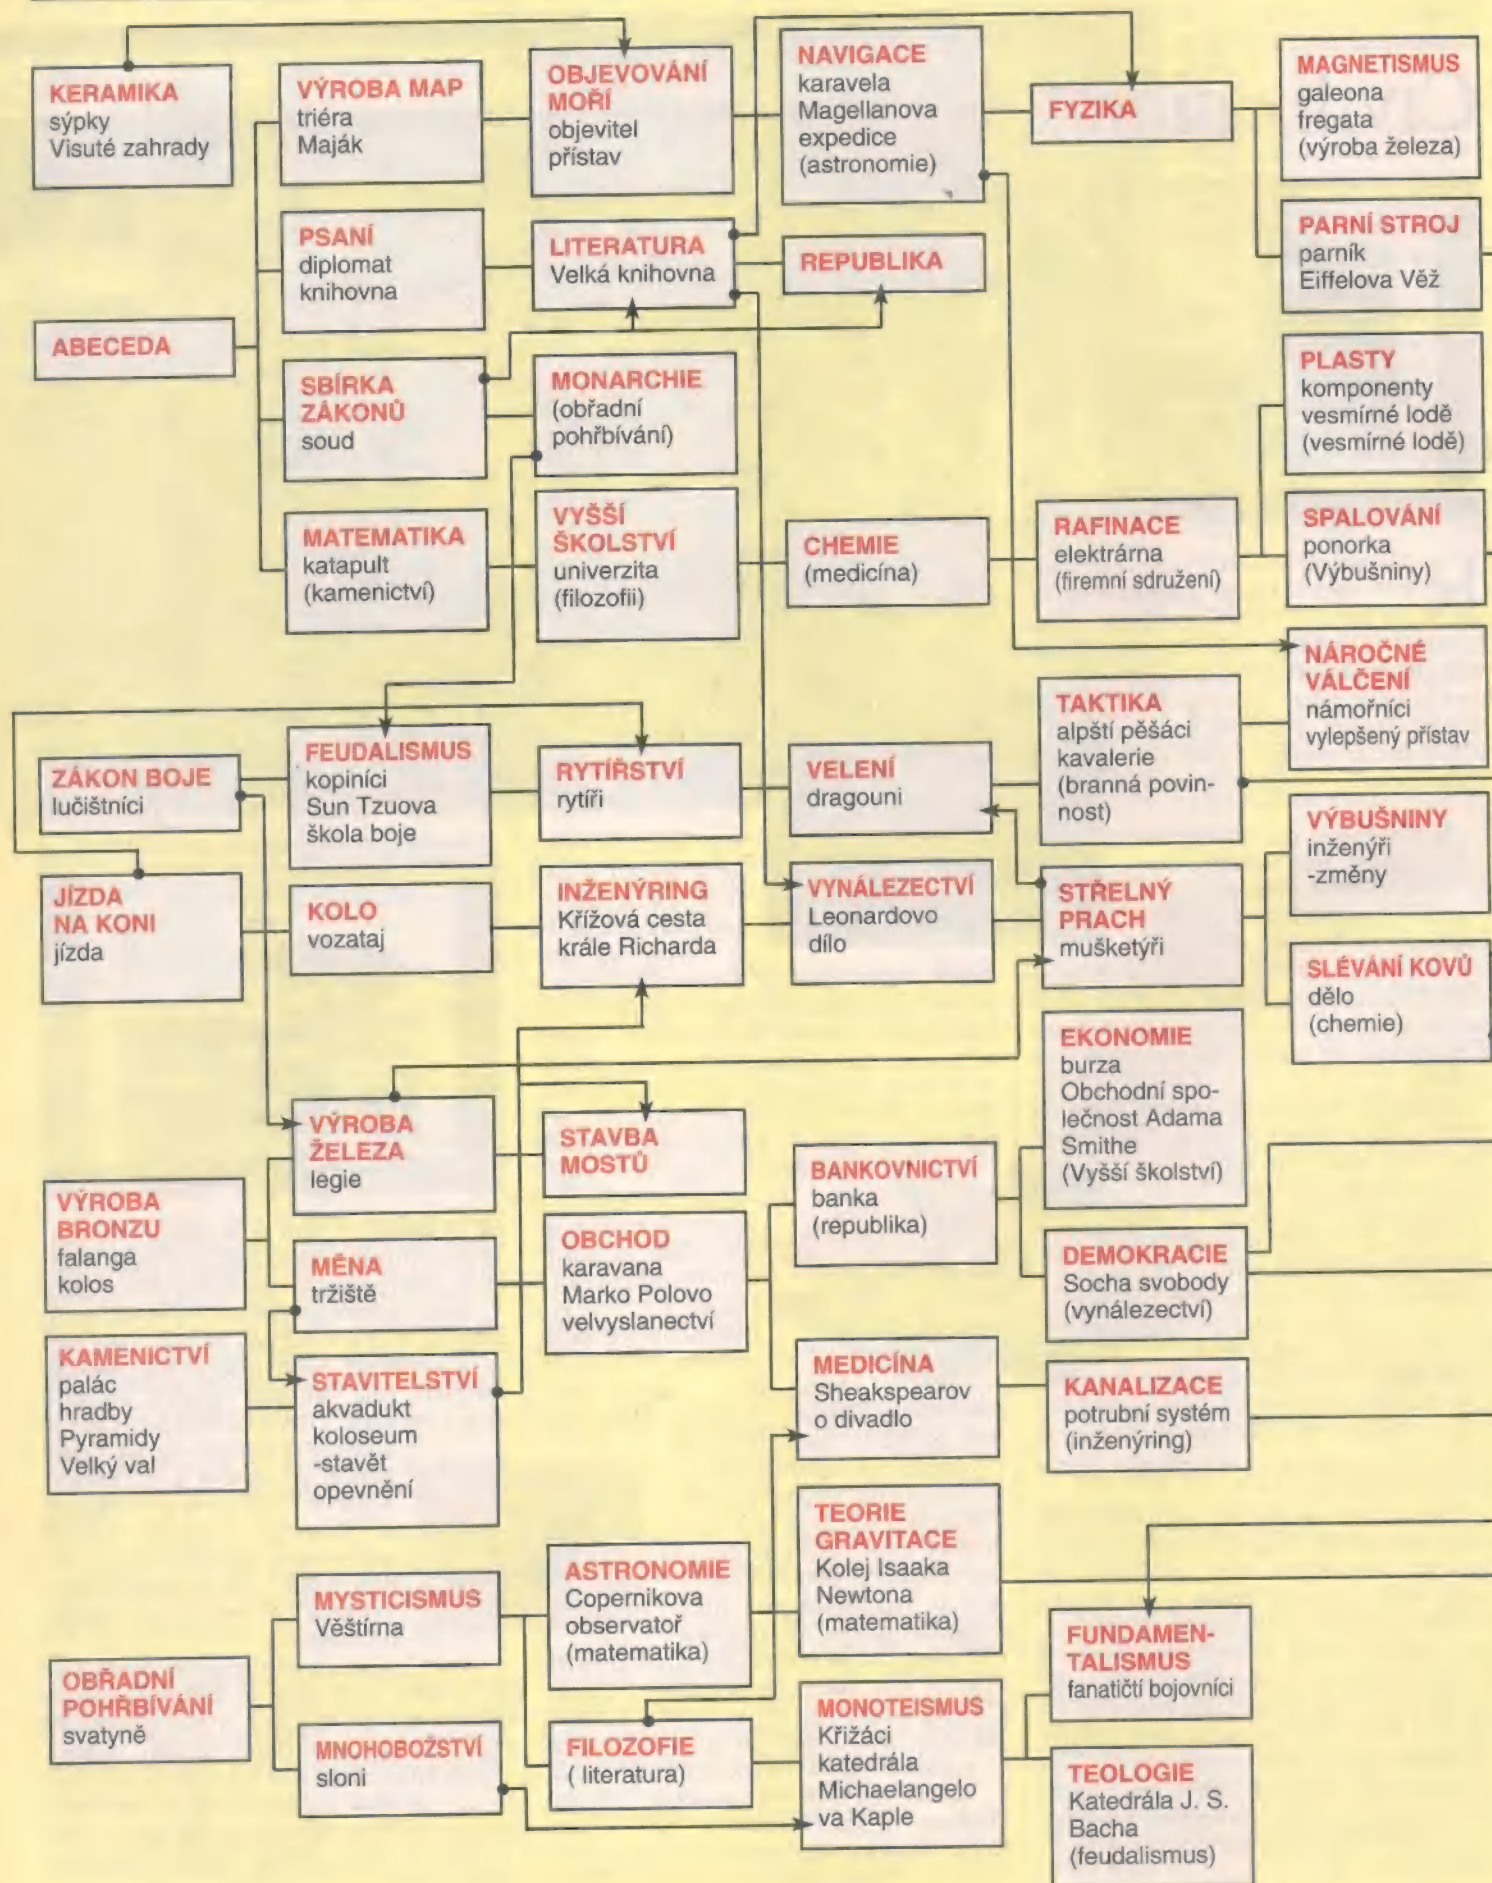 KERAMIKA
sýpky
Visuté zahrady
ABECEDA
VÝROBA MAP
triéra
Maják
PSANÍ
diplomat
knihovna
SBÍRKA
ZÁKONŮ
soud
MATEMATIKA
katapult
(kamenictví)
OBJEVOVÁNÍ
MOŘÍ
objevitel
přístav
LITERATURA
Velká knihovna
MONARCHIE
(obřadní
pohřbívání)
VYŠŠÍ
ŠKOLSTVÍ
univerzita
(filozofii)
NAVIGACE
karavela
Magellanova
expedice
(astronomie)
REPUBLIKA
CHEMIE
(medicína)
FYZIKA
RAFINACE
elektrárna
(firemní sdružení)
MAGNETISMUS
galeona
fregata
(výroba železa)
PARNÍ STROJ
parník
Eiffelova Věž
PLASTY
komponenty
vesmírné lodě
(vesmírné lodě)
SPALOVÁNÍ
ponorka
(Výbušniny)
NÁROČNÉ
VÁLČENÍ
námořníci
vylepšený přístav
ZÁKON BOJE
lučištníci
JÍZDA
NA KONI
jízda
FEUDALISMUS
kopiníci
Sun Tzuova
škola boje
KOLO
vozataj
RYTÍŘSTVÍ
rytíři
INŽENÝRING
Křížová cesta
krále Richarda
VELENÍ
dragouni
VYNÁLEZECTVÍ
Leonardovo
dílo
TAKTIKA
alpští pěšáci
kavalerie
(branná povin-
nost)
STŘELNÝ
PRACH
mušketýři
VÝBUŠNINY
inženýři
-změny
SLÉVÁNÍ KOVŮ
dělo
(chemie)
VÝROBA
BRONZU
falanga
kolos
KAMENICTVÍ
palác
hradby
Pyramidy
Velký val
VÝROBA
ŽELEZA
legie
MĚNA
tržiště
STAVITELSTVÍ
akvadukt
koloseum
-stavět
opevnění
STAVBA
MOSTŮ
OBCHOD
karavana
Marko Polovo
velvyslanectví
BANKOVNICTVÍ
banka
(republika)
MEDICÍNA
Sheakspearov
o divadlo
EKONOMIE
burza
Obchodní spo-
lečnost Adama
Smithe
(Vyšší školství)
DEMOKRACIE
Socha svobody
(vynálezectví)
KANALIZACE
potrubní systém
(inženýring)
OBŘADNÍ
POHŘBÍVÁNÍ
svatyně
MYSTICISMUS
Věštírna
MNOHOBOŽSTVÍ
sloni
ASTRONOMIE
Copernikova
observatoř
(matematika)
FILOZOFIE
( literatura)
TEORIE
GRAVITACE
Kolej Isaaka
Newtona
(matematika)
MONOTEISMUS
Křižáci
katedrála
Michaelangelo
va Kaple
FUNDAMEN-
TALISMUS
fanatičtí bojovníci
TEOLOGIE
Katedrála J. S.
Bacha
(feudalismus)